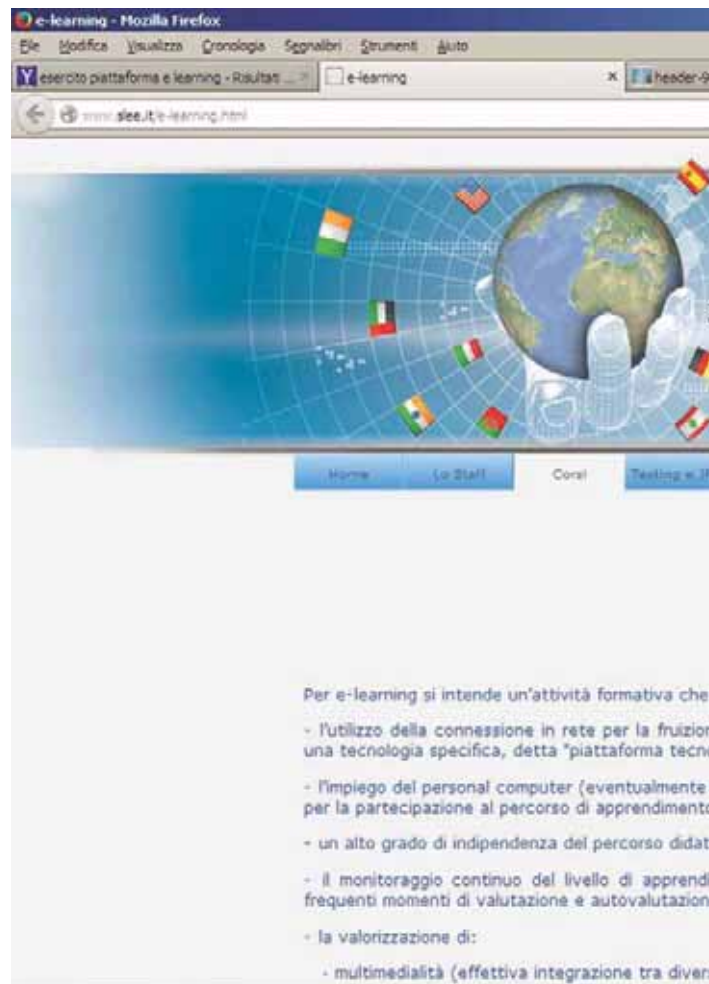 e-learning - Mozilla Firefox
File Modifica Visualizza Cronologia Segnalibri Strumenti Aiuto
esercito piattaforma e learning - Risultati ... × e-learning × header-9
www.slee.it/e-learning.html
Home Lo Staff Corsi Testing e
Per e-learning si intende un'attività formativa che
- l'utilizzo della connessione in rete per la fruizion
una tecnologia specifica, detta "piattaforma tecno
- l'impiego del personal computer (eventualmente
per la partecipazione al percorso di apprendimento
- un alto grado di indipendenza del percorso didat
- il monitoraggio continuo del livello di apprendi
frequenti momenti di valutazione e autovalutazion
- la valorizzazione di:
- multimedialità (effettiva integrazione tra divers